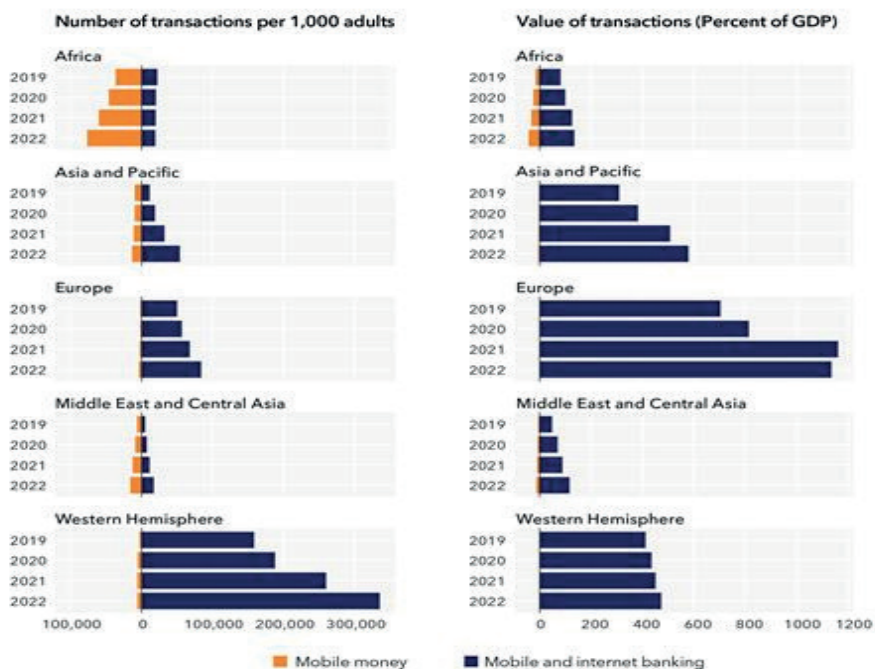 Number of transactions per 1,000 adults
Africa
2019
2020
2021
2022
Asia and Pacific
2019
2020
2021
2022
Europe
2019
2020
2021
2022
Middle East and Central Asia
2019
2020
2021
2022
Western Hemisphere
2019
2020
2021
2022
100,000 0 100,000 200,000 300,000
Value of transactions (Percent of GDP)
Africa
2019
2020
2021
2022
Asia and Pacific
2019
2020
2021
2022
Europe
2019
2020
2021
2022
Middle East and Central Asia
2019
2020
2021
2022
Western Hemisphere
2019
2020
2021
2022
0 200 400 600 800 1000 1200
Mobile money Mobile and internet banking